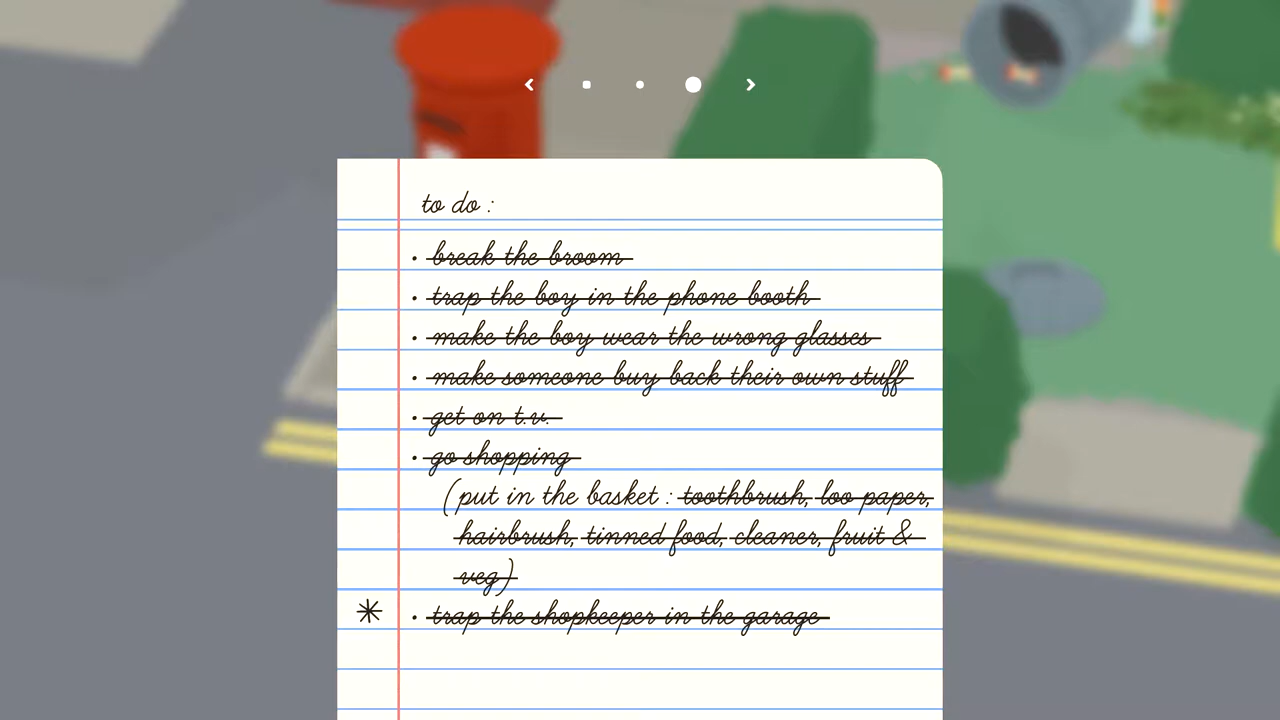 to do :
• break the broom
• trap the boy in the phone booth
• make the boy wear the wrong glasses
• make someone buy back their own stuff
• get on t.v.
• go shopping
(put in the basket : toothbrush, loo paper,
hairbrush, tinned food, cleaner, fruit &
veg)
* • trap the shopkeeper in the garage